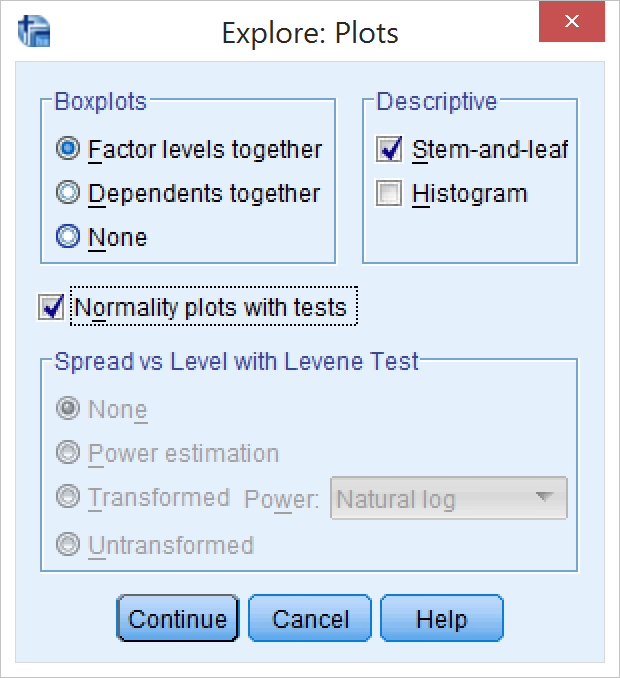 Explore: Plots
Boxplots
Factor levels together
Dependents together
None
Descriptive
Stem-and-leaf
Histogram
Normality plots with tests
Spread vs Level with Levene Test
None
Power estimation
Transformed Power: Natural log
Untransformed
Continue Cancel Help